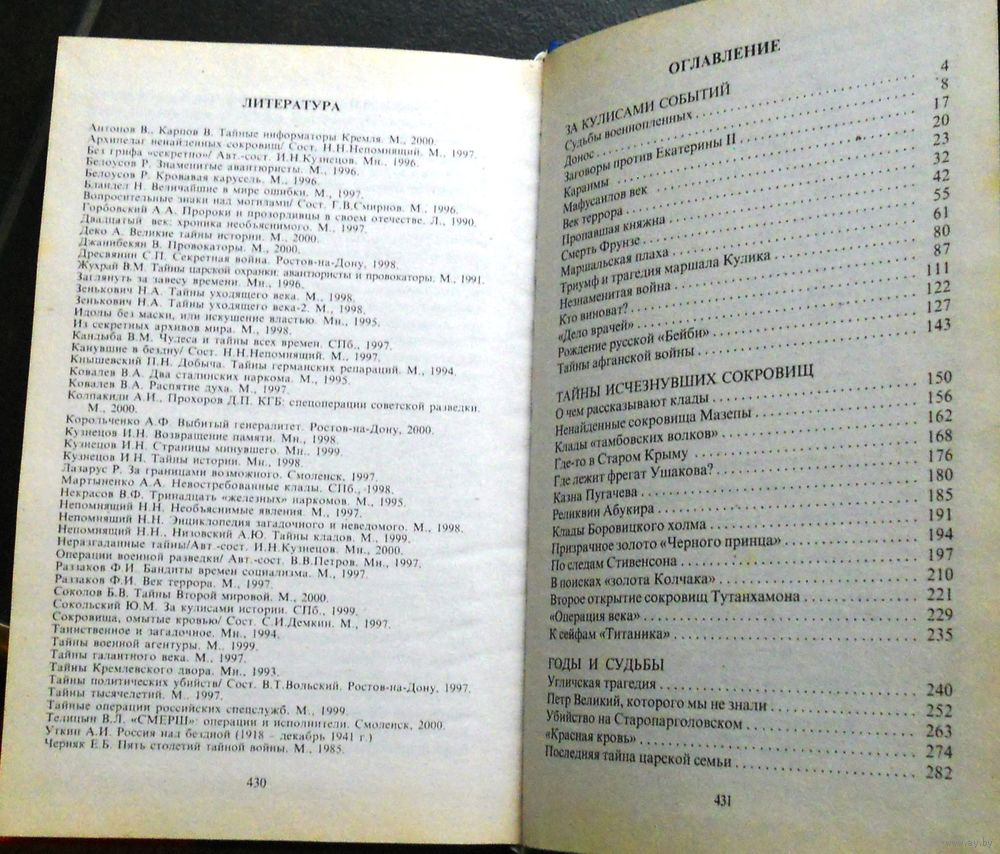 ЛИТЕРАТУРА
Антонов В., Карпов В. Тайные информаторы Кремля. М., 2000.
Архипелаг ненайденных сокровищ/ Сост. Н.Н.Непомнящий. М., 1997.
Без грифа «секретно»/ Авт.-сост. И.Н.Кузнецов. Мн., 1996.
Белоусов Р. Знаменитые авантюристы. М., 1996.
Белоусов Р. Кровавая карусель. М., 1996.
Бландел Н. Величайшие в мире ошибки. М., 1997.
Вопросительные знаки над могилами/ Сост. Г.В.Смирнов. М., 1996.
Горбовский А.А. Пророки и прозорливцы в своем отечестве. Л., 1990.
Двадцатый век: хроника необъяснимого. М., 1997.
Деко А. Великие тайны истории. М., 2000.
Джанибекян В. Провокаторы. М., 2000.
Дресвянин С.П. Секретная война. Ростов-на-Дону, 1998.
Жухрай В.М. Тайны царской охранки: авантюристы и провокаторы. М., 1991.
Заглянуть за завесу времени. Мн., 1996.
Зенькович Н.А. Тайны уходящего века. М., 1998.
Зенькович Н.А. Тайны уходящего века-2. М., 1998.
Идолы без маски, или искушение властью. Мн., 1995.
Из секретных архивов мира. М., 1998.
Кандыба В.М. Чудеса и тайны всех времен. СПб., 1997.
Канувшие в бездну/ Сост. Н.Н.Непомнящий. М., 1997.
Кнышевский П.Н. Добыча. Тайны германских репараций. М., 1994.
Ковалев В.А. Два сталинских наркома. М., 1995.
Ковалев В.А. Распятие духа. М., 1997.
Колпакиди А.И., Прохоров Д.П. КГБ: спецоперации советской разведки.
М., 2000.
Корольченко А.Ф. Выбитый генералитет. Ростов-на-Дону, 2000.
Кузнецов И.Н. Возвращение памяти. Мн., 1998.
Кузнецов И.Н. Страницы минувшего. Мн., 1999.
Кузнецов И.Н. Тайны истории. Мн., 1998.
Лазарус Р. За границами возможного. Смоленск, 1997.
Мартыненко А.А. Невостребованные клады. СПб., 1998.
Некрасов В.Ф. Тринадцать «железных» наркомов. М., 1995.
Непомнящий Н.Н. Необъяснимые явления. М., 1997.
Непомнящий Н.Н. Энциклопедия загадочного и неведомого. М., 1998.
Непомнящий Н.Н., Низовский А.Ю. Тайны кладов. М., 1999.
Неразгаданные тайны/Авт.-сост. И.Н.Кузнецов. Мн., 2000.
Операции военной разведки/ Авт.-сост. В.В.Петров. Мн., 1997.
Раззаков Ф.И. Бандиты времен социализма. М., 1997.
Раззаков Ф.И. Век террора. М., 1997.
Соколов Б.В. Тайны Второй мировой. М., 2000.
Сокольский Ю.М. За кулисами истории. СПб., 1999.
Сокровища, омытые кровью/ Сост. С.И.Демкин. М., 1997.
Таинственное и загадочное. Мн., 1994.
Тайны военной агентуры. М., 1999.
Тайны галантного века. М., 1997.
Тайны Кремлевского двора. Мн., 1993.
Тайны политических убийств/ Сост. В.Т.Вольский. Ростов-на-Дону, 1997.
Тайны тысячелетий. М., 1997.
Тайные операции российских спецслужб. М., 1999.
Телицын В.Л. «СМЕРШ»: операции и исполнители. Смоленск, 2000.
Уткин А.И. Россия над бездной (1918 – декабрь 1941 г.)
Черняк Е.Б. Пять столетий тайной войны. М., 1985.
430
ОГЛАВЛЕНИЕ
ЗА КУЛИСАМИ СОБЫТИЙ
Судьбы военнопленных 4
Донос 8
Заговоры против Екатерины II 17
Караимы 20
Мафусаилов век 23
Век террора 32
Пропавшая княжна 42
Смерть Фрунзе 55
Маршальская плаха 61
Триумф и трагедия маршала Кулика 80
Незнаменитая война 87
Кто виноват? 111
«Дело врачей» 122
Рождение русской «Бейби» 127
Тайны афганской войны 143
ТАЙНЫ ИСЧЕЗНУВШИХ СОКРОВИЩ
О чем рассказывают клады 150
Ненайденные сокровища Мазепы 156
Клады «тамбовских волков» 162
Где-то в Старом Крыму 168
Где лежит фрегат Ушакова? 176
Казна Пугачева 180
Реликвии Абукира 185
Клады Боровицкого холма 191
Призрачное золото «Черного принца» 194
По следам Стивенсона 197
В поисках «золота Колчака» 210
Второе открытие сокровищ Тутанхамона 221
«Операция века» 229
К сейфам «Титаника» 235
ГОДЫ И СУДЬБЫ
Угличская трагедия 240
Петр Великий, которого мы не знали 252
Убийство на Старопарголовском 263
«Красная кровь» 274
Последняя тайна царской семьи 282
431
www.ay.by